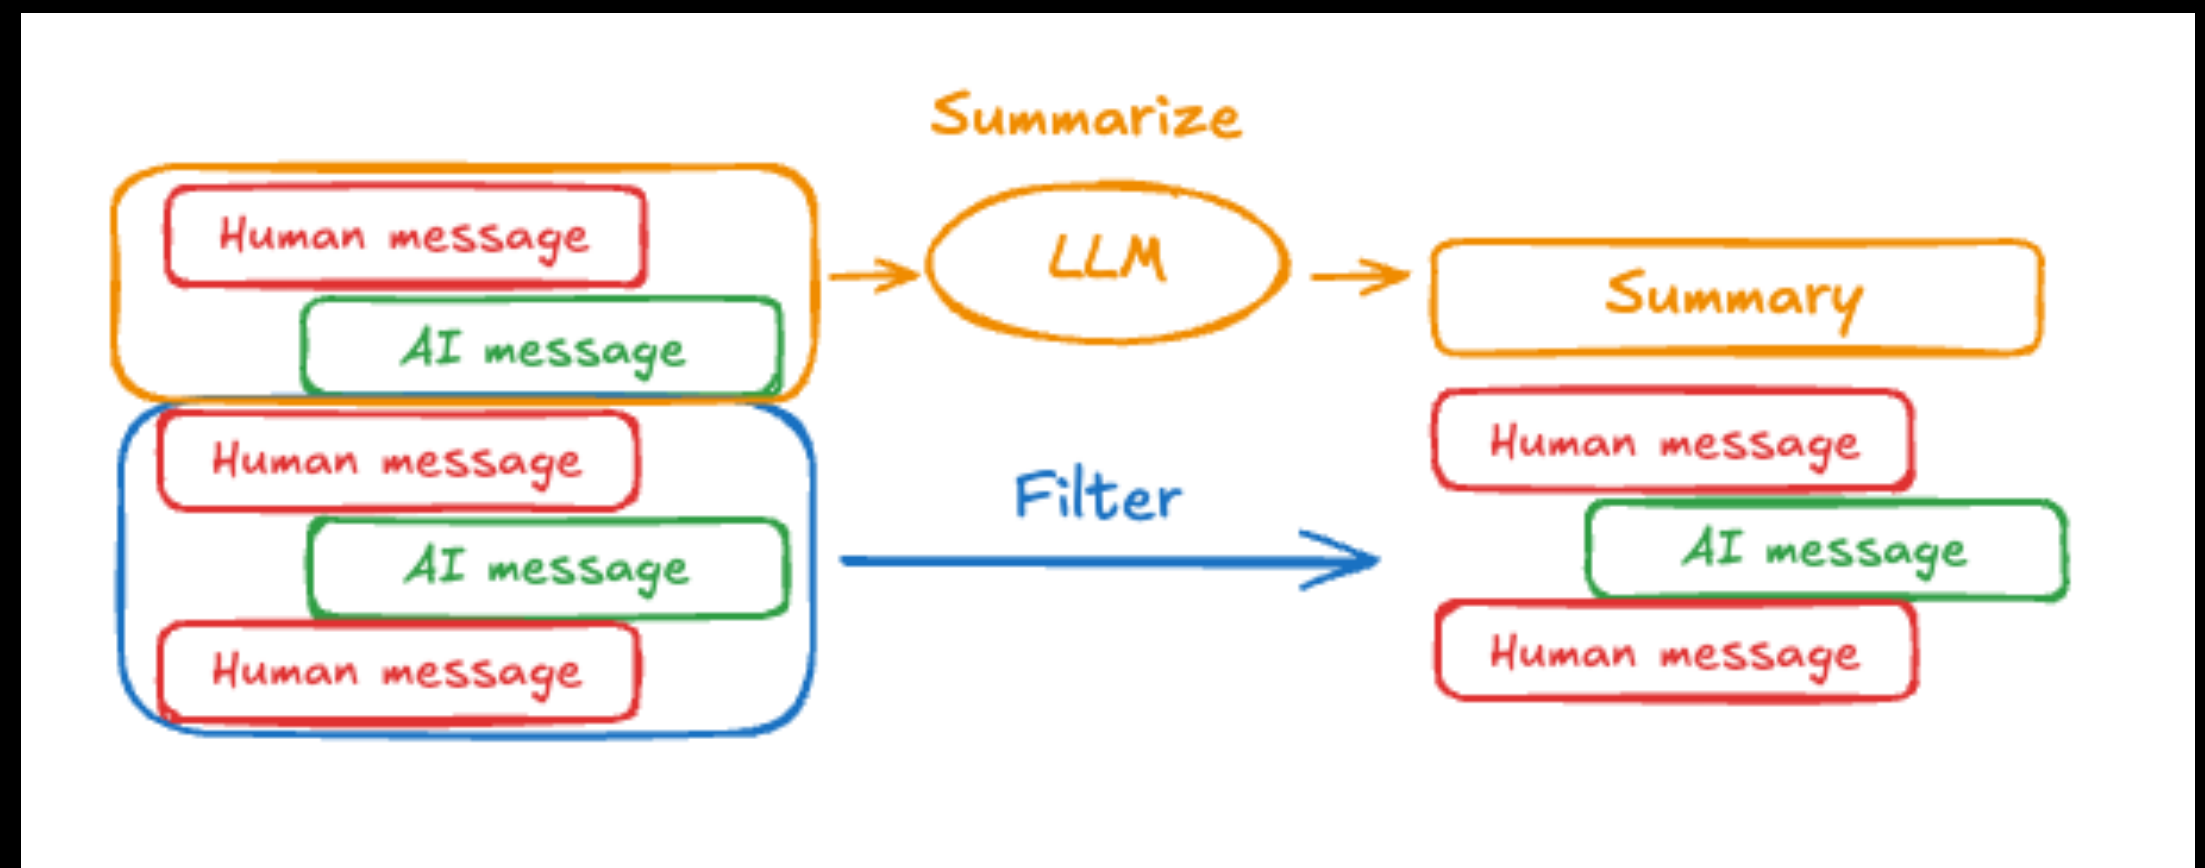 Summarize
Human message
AI message
LLM
Summary
Human message
AI message
Human message
Filter
Human message
AI message
Human message